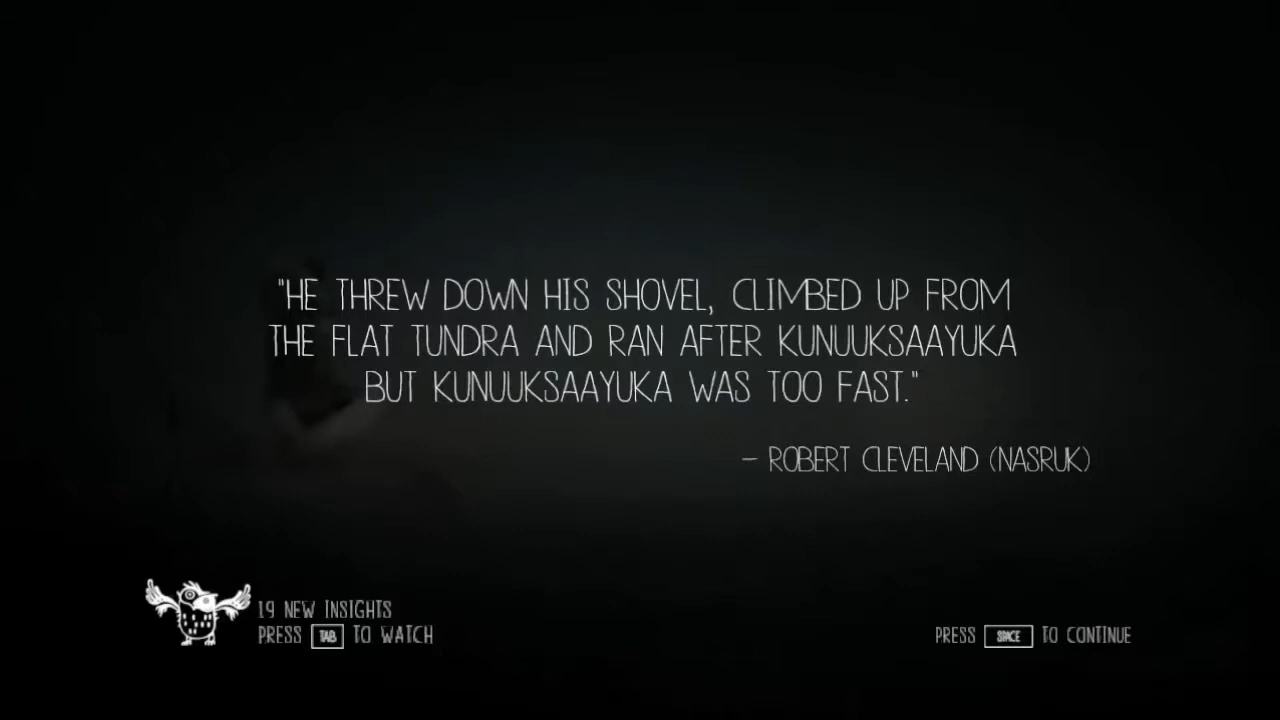 "HE THREW DOWN HIS SHOVEL, CLIMBED UP FROM
THE FLAT TUNDRA AND RAN AFTER KUNUUKSAAYUKA
BUT KUNUUKSAAYUKA WAS TOO FAST."
– ROBERT CLEVELAND (NASRUK)
19 NEW INSIGHTS
PRESS TAB TO WATCH
PRESS SPACE TO CONTINUE